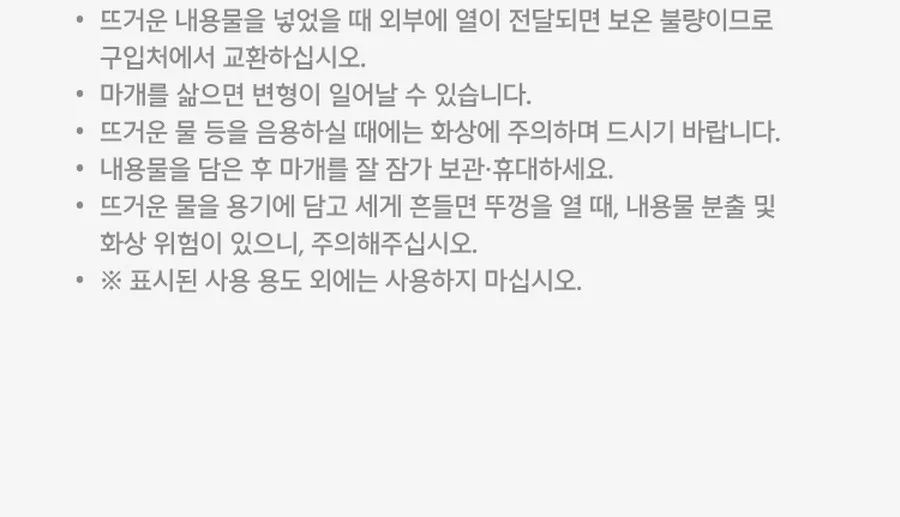 • 뜨거운 내용물을 넣었을 때 외부에 열이 전달되면 보온 불량이므로
구입처에서 교환하십시오.
• 마개를 삶으면 변형이 일어날 수 있습니다.
• 뜨거운 물 등을 음용하실 때에는 화상에 주의하며 드시기 바랍니다.
• 내용물을 담은 후 마개를 잘 잠가 보관·휴대하세요.
• 뜨거운 물을 용기에 담고 세게 흔들면 뚜껑을 열 때, 내용물 분출 및
화상 위험이 있으니, 주의해주십시오.
• ※ 표시된 사용 용도 외에는 사용하지 마십시오.